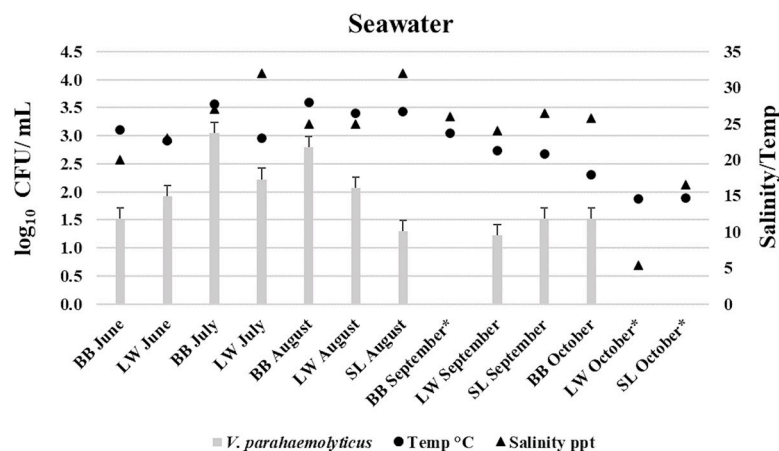 Seawater
4.5
4.0
3.5
3.0
2.5
2.0
1.5
1.0
0.5
0.0
log₁₀ CFU/ mL
35
30
25
20
15
10
5
0
Salinity/Temp
BB June
LW June
BB July
LW July
BB August
LW August
SL August
BB September*
LW September
SL September
BB October
LW October*
SL October*
V. parahaemolyticus
Temp °C
Salinity ppt